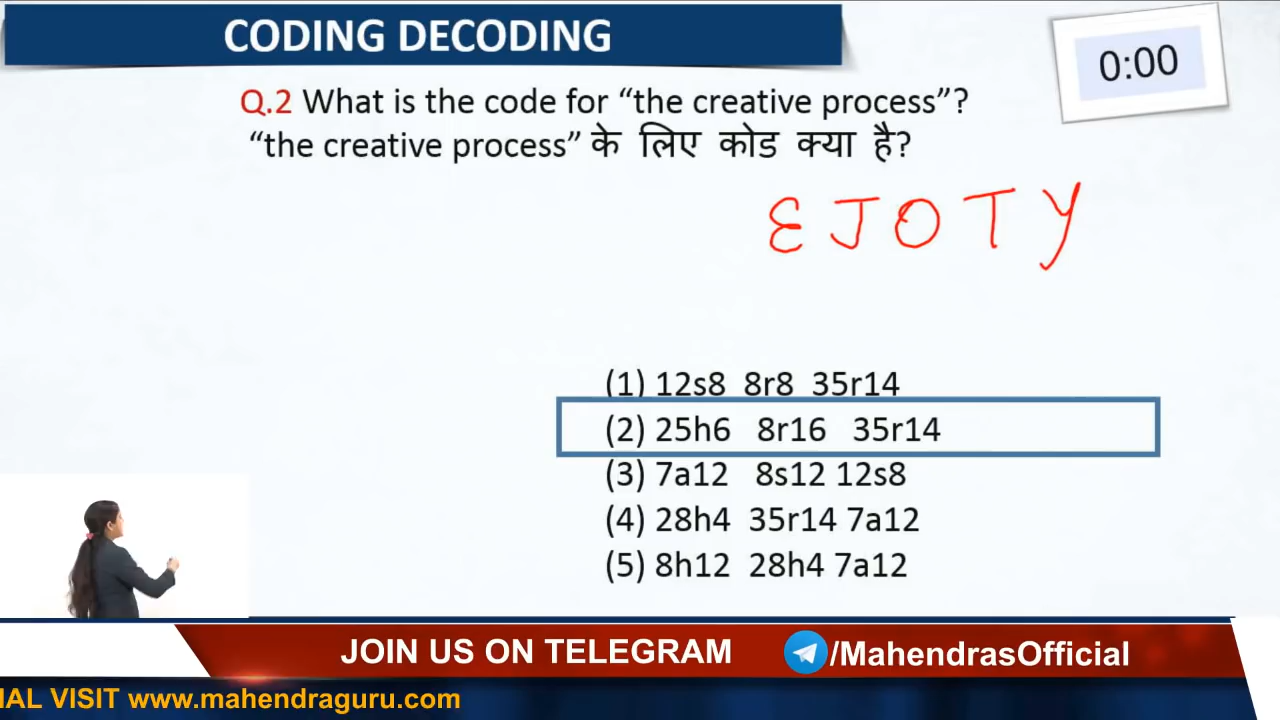 CODING DECODING
0:00
Q.2 What is the code for “the creative process”?
“the creative process” के लिए कोड क्या है?
E J O T Y
(1) 12s8 8r8 35r14
(2) 25h6 8r16 35r14
(3) 7a12 8s12 12s8
(4) 28h4 35r14 7a12
(5) 8h12 28h4 7a12
JOIN US ON TELEGRAM /MahendrasOfficial
IAL VISIT www.mahendraguru.com